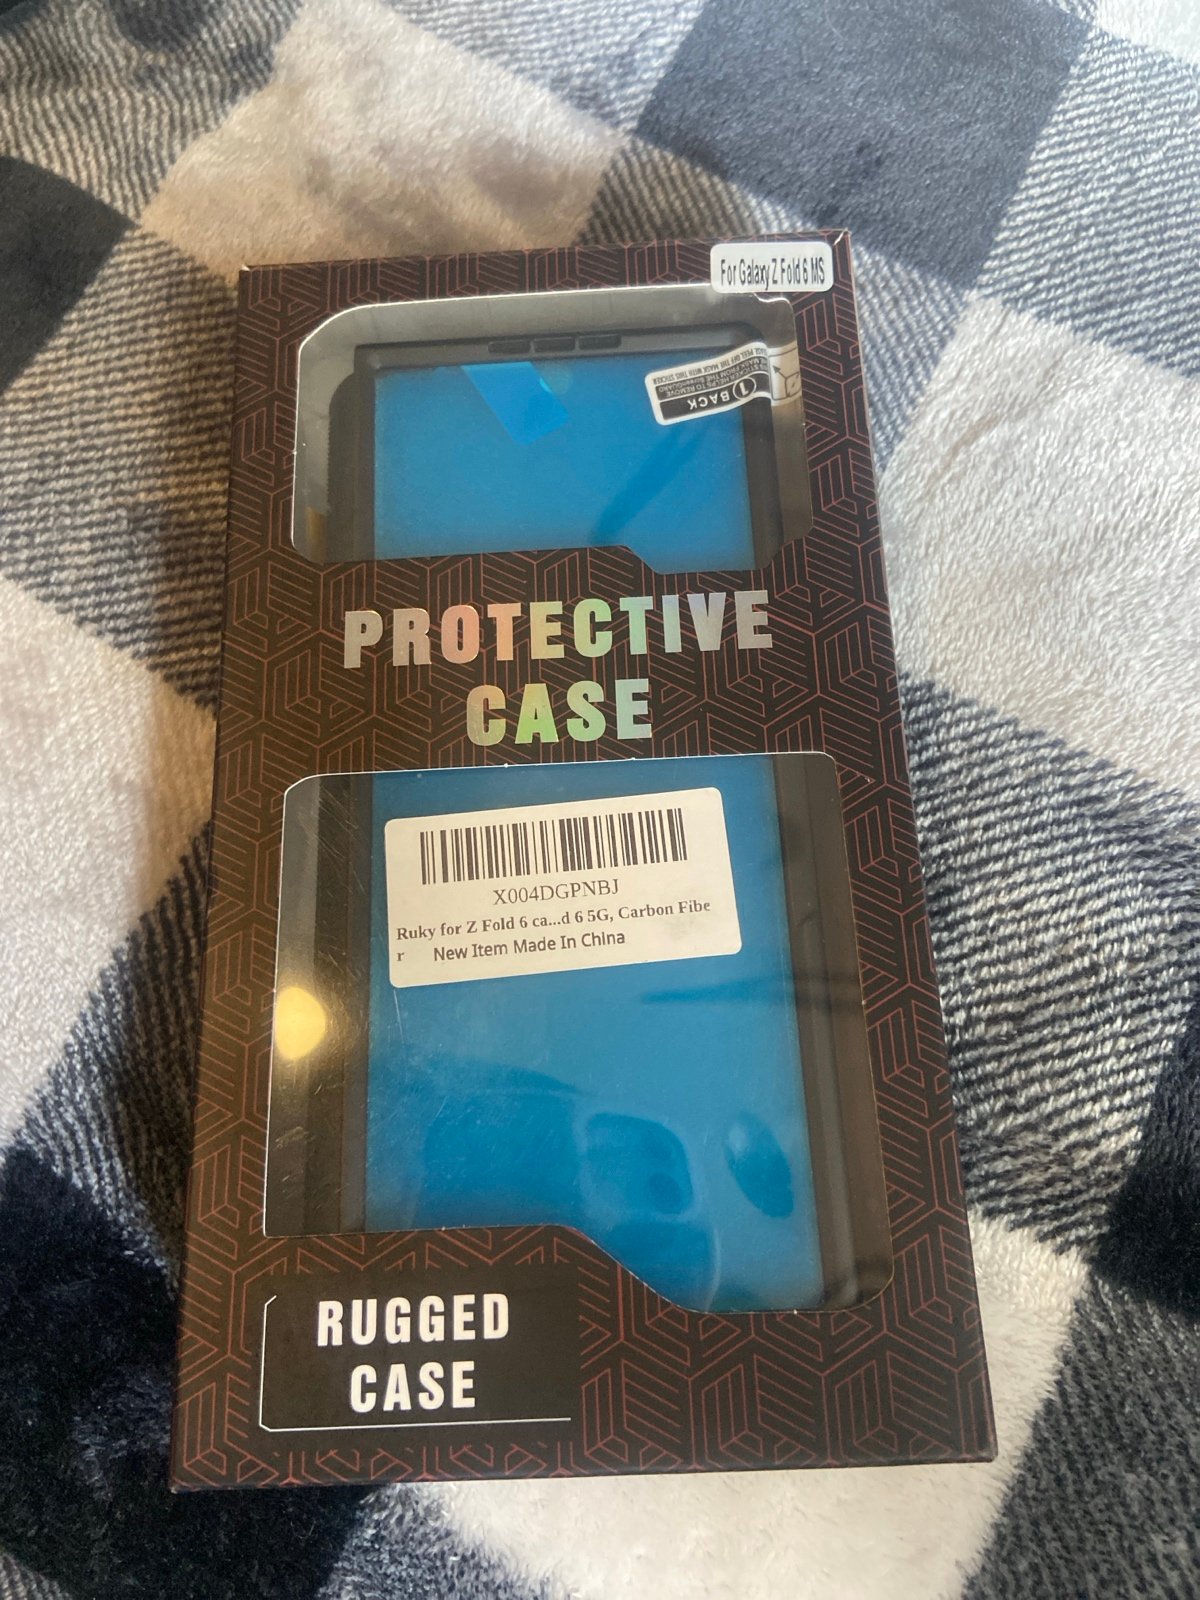 For Galaxy Z Fold 6 MS
1 BACK
PROTECTIVE
CASE
X004DGPNBJ
Ruky for Z Fold 6 ca...d 6 5G, Carbon Fibe
r New Item Made In China
RUGGED
CASE